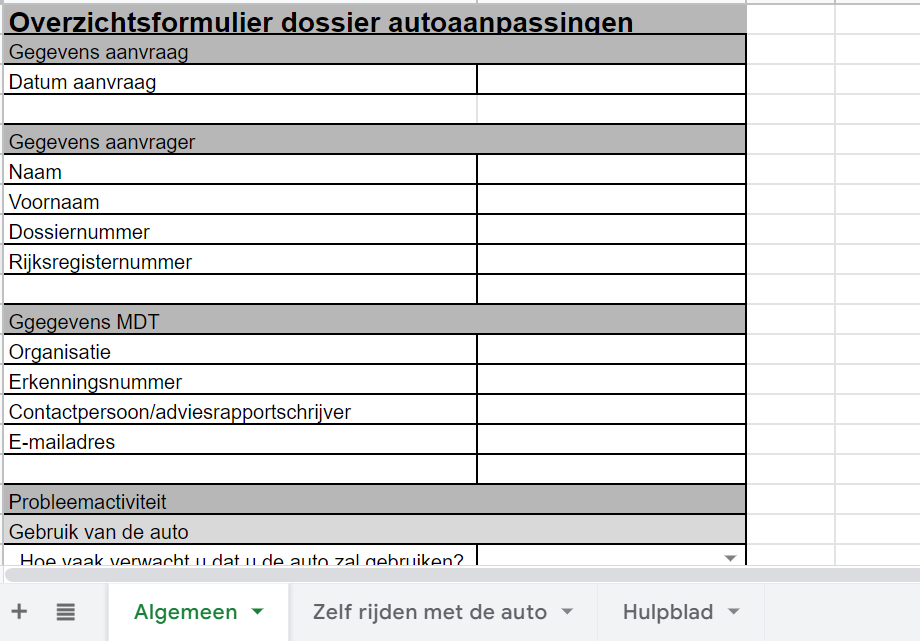 Overzichtsformulier dossier autoaanpassingen
Gegevens aanvraag
Datum aanvraag
Gegevens aanvrager
Naam
Voornaam
Dossiernummer
Rijksregisternummer
Ggegevens MDT
Organisatie
Erkenningsnummer
Contactpersoon/adviesrapportschrijver
E-mailadres
Probleemactiviteit
Gebruik van de auto
Hoe vaak verwacht u dat u de auto zal gebruiken?
Algemeen Zelf rijden met de auto Hulpblad